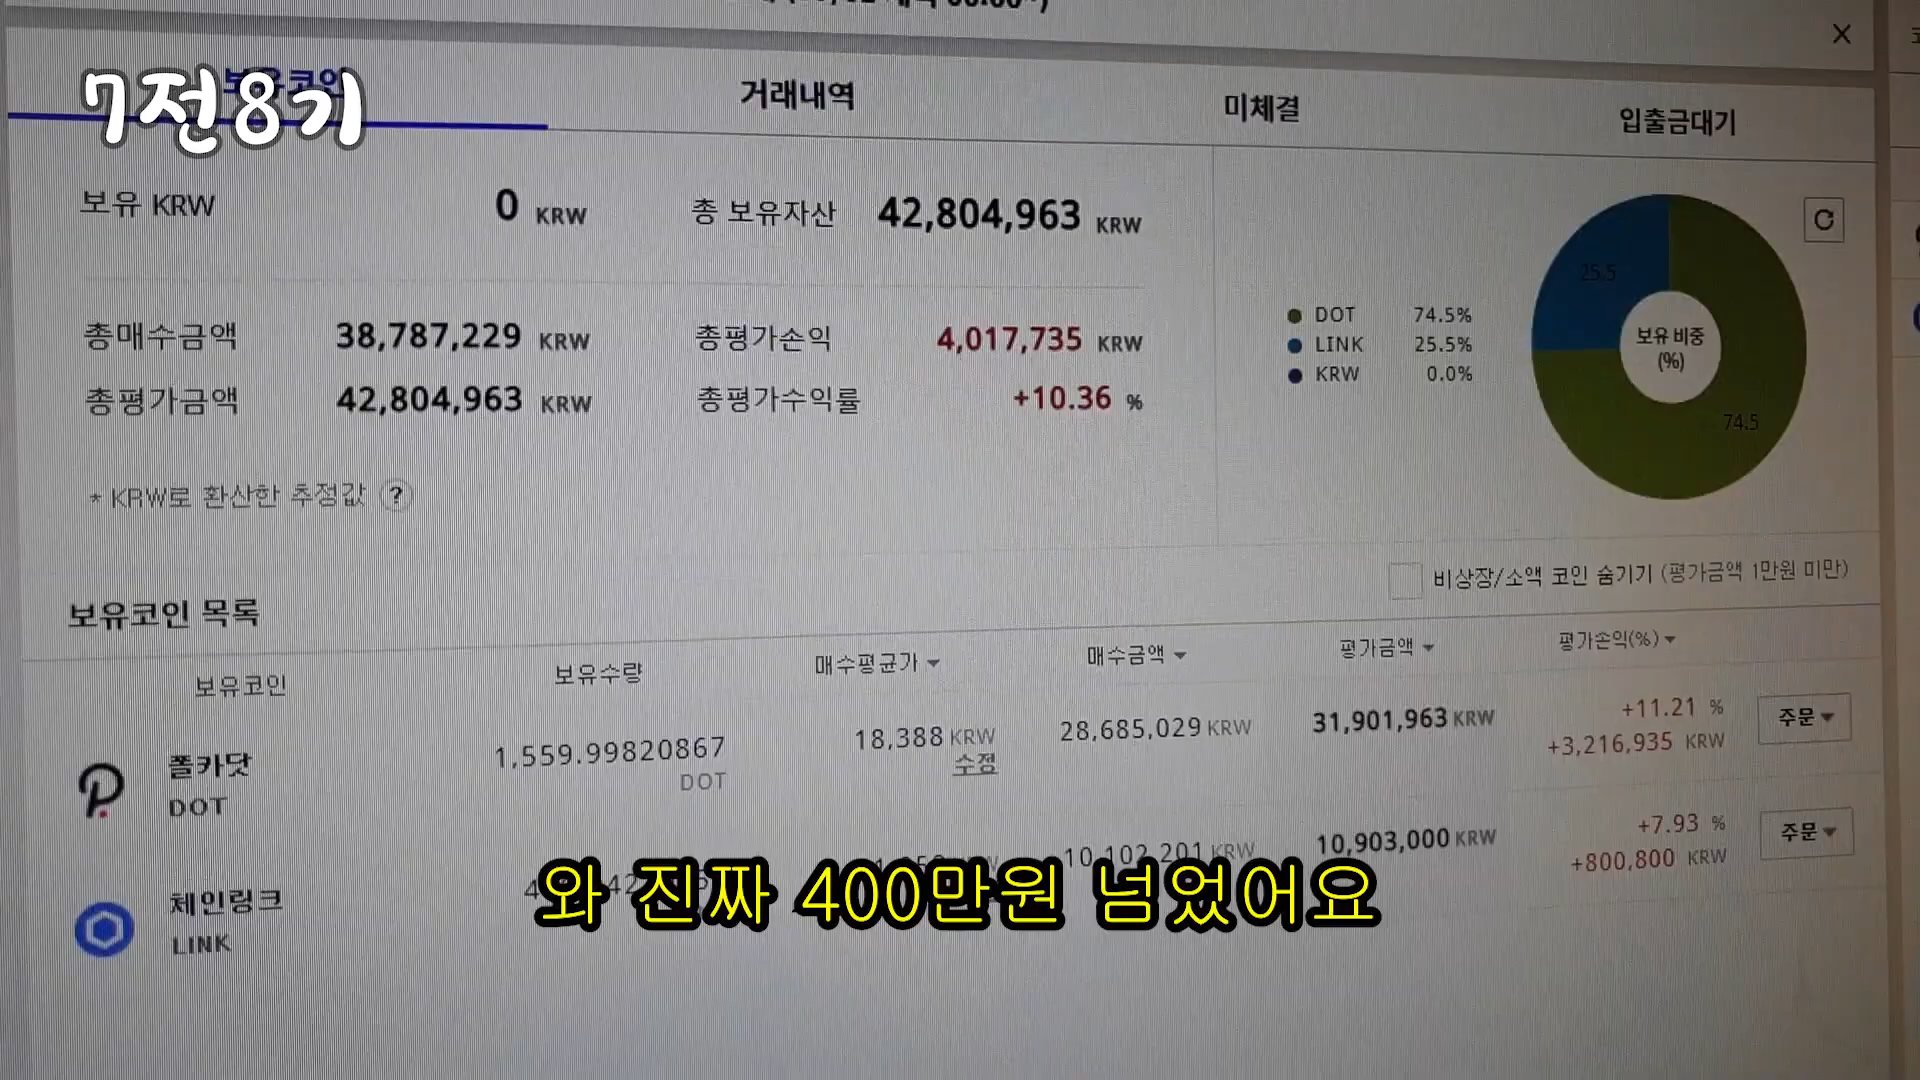 7전8기
보유코인
거래내역
미체결
입출금대기
보유 KRW
0 KRW
총 보유자산
42,804,963 KRW
총매수금액
38,787,229 KRW
총평가손익
4,017,735 KRW
총평가금액
42,804,963 KRW
총평가수익률
+10.36 %
* KRW로 환산한 추정값 ?
DOT 74.5%
LINK 25.5%
KRW 0.0%
25.5
보유 비중
(%)
74.5
비상장/소액 코인 숨기기 (평가금액 1만원 미만)
보유코인 목록
보유코인
보유수량
매수평균가
매수금액
평가금액
평가손익(%)
폴카닷
DOT
1,559.99820867
DOT
18,388 KRW
수정
28,685,029 KRW
31,901,963 KRW
+11.21 %
+3,216,935 KRW
주문
체인링크
LINK
10,102,201 KRW
10,903,000 KRW
+7.93 %
+800,800 KRW
주문
와 진짜 400만원 넘었어요